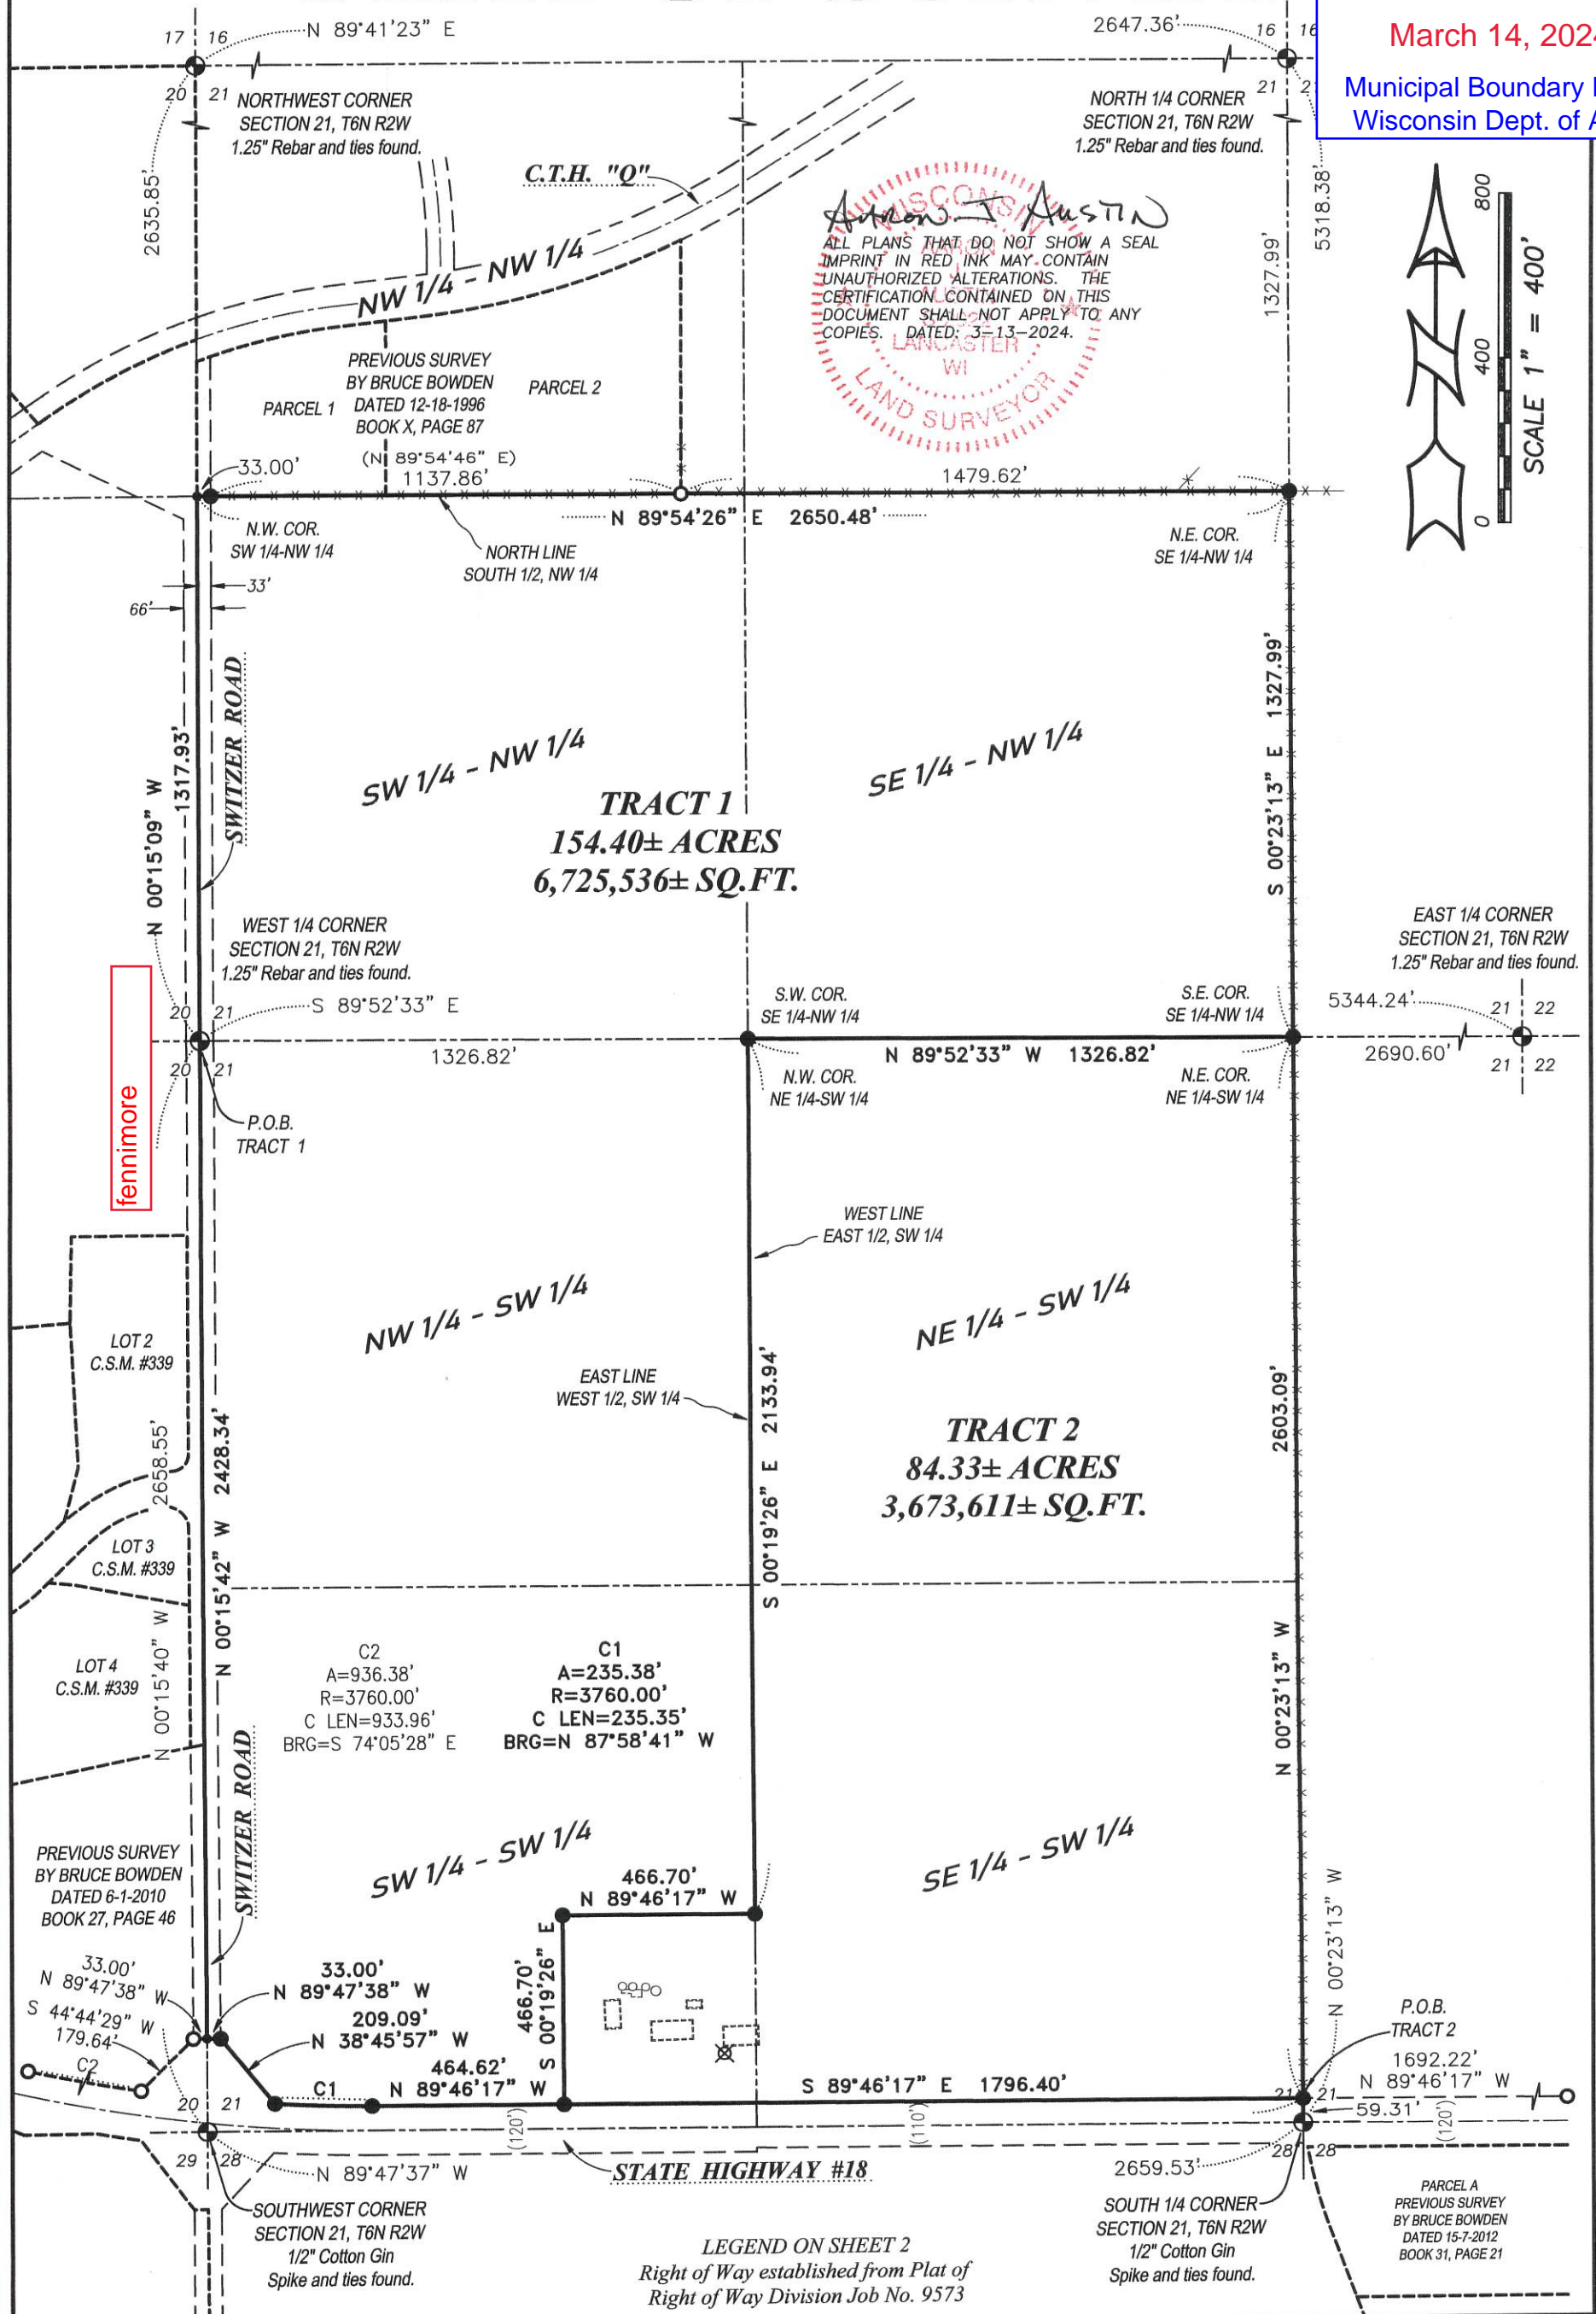 17 16
N 89°41'23" E
2647.36'
16 16
March 14, 202
20 21
21
Municipal Boundary
Wisconsin Dept. of A
NORTHWEST CORNER
SECTION 21, T6N R2W
1.25" Rebar and ties found.
NORTH 1/4 CORNER
SECTION 21, T6N R2W
1.25" Rebar and ties found.
2635.85'
C.T.H. "Q"
1327.99'
5318.38'
Aaron J Austin
WISCONSIN
ALL PLANS THAT DO NOT SHOW A SEAL
IMPRINT IN RED INK MAY CONTAIN
UNAUTHORIZED ALTERATIONS. THE
CERTIFICATION CONTAINED ON THIS
DOCUMENT SHALL NOT APPLY TO ANY
COPIES. DATED: 3-13-2024.
AARON
J
AUSTIN
LANCASTER
WI
LAND SURVEYOR
N
0 400 800
SCALE 1" = 400'
NW 1/4 - NW 1/4
PREVIOUS SURVEY
BY BRUCE BOWDEN
DATED 12-18-1996
BOOK X, PAGE 87
PARCEL 1
PARCEL 2
33.00'
(N 89°54'46" E)
1137.86'
1479.62'
N 89°54'26" E 2650.48'
N.W. COR.
SW 1/4-NW 1/4
NORTH LINE
SOUTH 1/2, NW 1/4
N.E. COR.
SE 1/4-NW 1/4
33'
66'
N 00°15'09" W
1317.93'
SWITZER ROAD
SW 1/4 - NW 1/4
SE 1/4 - NW 1/4
S 00°23'13" E 1327.99'
TRACT 1
154.40± ACRES
6,725,536± SQ.FT.
WEST 1/4 CORNER
SECTION 21, T6N R2W
1.25" Rebar and ties found.
EAST 1/4 CORNER
SECTION 21, T6N R2W
1.25" Rebar and ties found.
fennimore
20 21
S 89°52'33" E
S.W. COR.
SE 1/4-NW 1/4
S.E. COR.
SE 1/4-NW 1/4
5344.24'
21 22
1326.82'
N 89°52'33" W 1326.82'
2690.60'
20 21
21 22
N.W. COR.
NE 1/4-SW 1/4
N.E. COR.
NE 1/4-SW 1/4
P.O.B.
TRACT 1
WEST LINE
EAST 1/2, SW 1/4
NW 1/4 - SW 1/4
NE 1/4 - SW 1/4
LOT 2
C.S.M. #339
EAST LINE
WEST 1/2, SW 1/4
S 00°19'26" E 2133.94'
2603.09'
2658.55'
N 00°15'42" W 2428.34'
TRACT 2
84.33± ACRES
3,673,611± SQ.FT.
LOT 3
C.S.M. #339
N 00°15'40" W
LOT 4
C.S.M. #339
C2
A=936.38'
R=3760.00'
C LEN=933.96'
BRG=S 74°05'28" E
C1
A=235.38'
R=3760.00'
C LEN=235.35'
BRG=N 87°58'41" W
N 00°23'13" W
SWITZER ROAD
SW 1/4 - SW 1/4
SE 1/4 - SW 1/4
PREVIOUS SURVEY
BY BRUCE BOWDEN
DATED 6-1-2010
BOOK 27, PAGE 46
466.70'
N 89°46'17" W
N 00°23'13" W
466.70'
S 00°19'26" E
33.00'
N 89°47'38" W
33.00'
N 89°47'38" W
S 44°44'29" W
179.64'
209.09'
N 38°45'57" W
C2
C1
464.62'
N 89°46'17" W
S 89°46'17" E 1796.40'
P.O.B.
TRACT 2
1692.22'
N 89°46'17" W
21 21
59.31'
20 21
(120')
(110')
(120')
29 28
N 89°47'37" W
STATE HIGHWAY #18
2659.53'
28 28
SOUTHWEST CORNER
SECTION 21, T6N R2W
1/2" Cotton Gin
Spike and ties found.
SOUTH 1/4 CORNER
SECTION 21, T6N R2W
1/2" Cotton Gin
Spike and ties found.
PARCEL A
PREVIOUS SURVEY
BY BRUCE BOWDEN
DATED 15-7-2012
BOOK 31, PAGE 21
LEGEND ON SHEET 2
Right of Way established from Plat of
Right of Way Division Job No. 9573